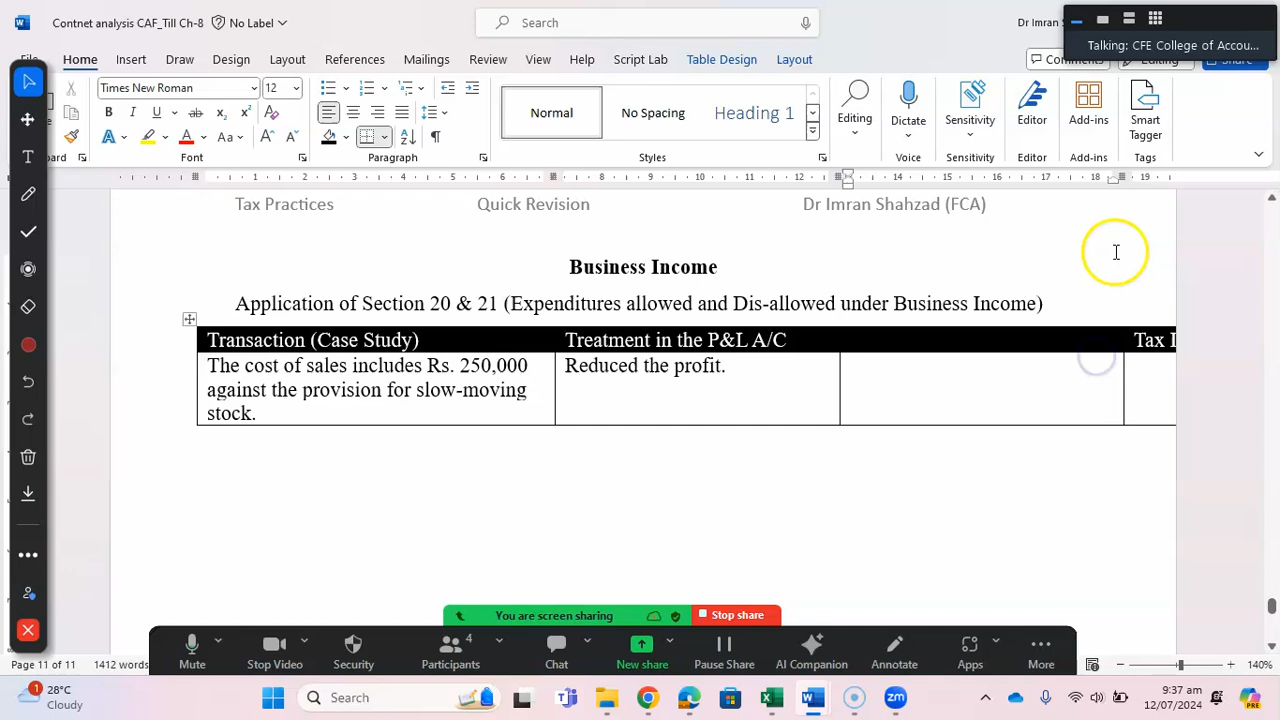 Contnet analysis CAF_Till Ch-8
No Label
Search
Dr Imran Sha
Talking: CFE College of Accou...
Home Insert Draw Design Layout References Mailings Review View Help Script Lab Table Design Layout
Comments Editing Share
Times New Roman 12
Normal No Spacing Heading 1
Editing Dictate Sensitivity Editor Add-ins Smart Tagger
Font Paragraph Styles Voice Sensitivity Editor Add-ins Tags
Tax Practices Quick Revision Dr Imran Shahzad (FCA)
Business Income
Application of Section 20 & 21 (Expenditures allowed and Dis-allowed under Business Income)
Transaction (Case Study) Treatment in the P&L A/C Tax
The cost of sales includes Rs. 250,000 Reduced the profit.
against the provision for slow-moving
stock.
You are screen sharing Stop share
Mute Stop Video Security Participants 4 Chat New share Pause Share AI Companion Annotate Apps More
Page 11 of 11 1412 words 140%
28°C
Cloudy
Search
9:37 am
12/07/2024